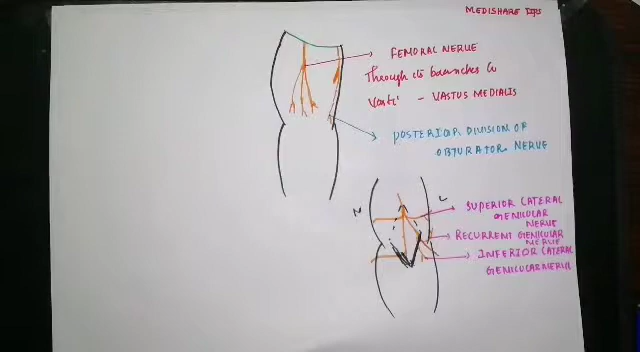 MEDISHARE TIPS
FEMORAL NERVE
Through its branches to
Vasti - VASTUS MEDIALIS
POSTERIOR DIVISION OF
OBTURATOR NERVE
M
L
SUPERIOR LATERAL
GENICULAR
NERVE
RECURRENT GENICULAR
NERVE
INFERIOR LATERAL
GENICULAR NERVE